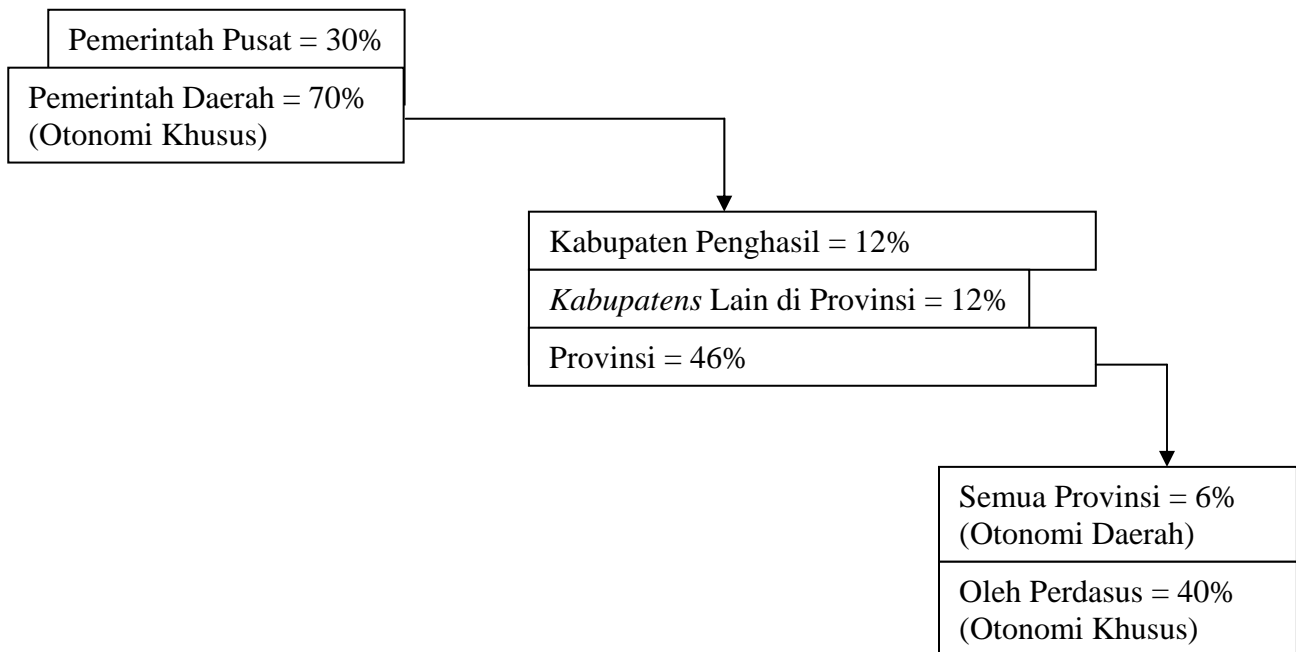 Pemerintah Pusat = 30%
Pemerintah Daerah = 70%
(Otonomi Khusus)
Kabupaten Penghasil = 12%
Kabupatens Lain di Provinsi = 12%
Provinsi = 46%
Semua Provinsi = 6%
(Otonomi Daerah)
Oleh Perdasus = 40%
(Otonomi Khusus)